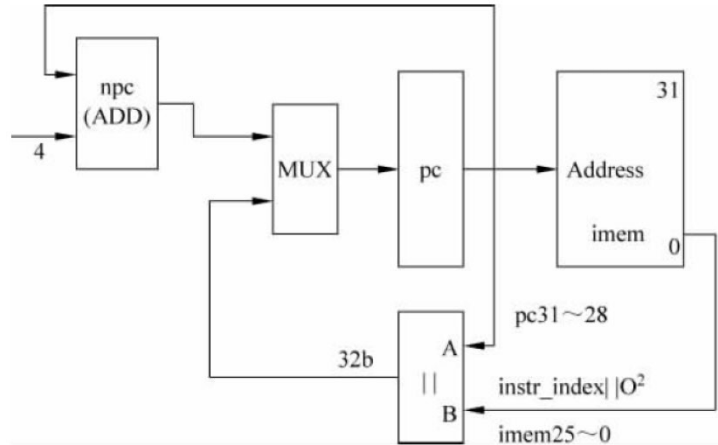 npc
(ADD)
4
MUX
pc
31
Address
imem
0
pc31～28
32b
A
||
B
instr_index||O²
imem25～0